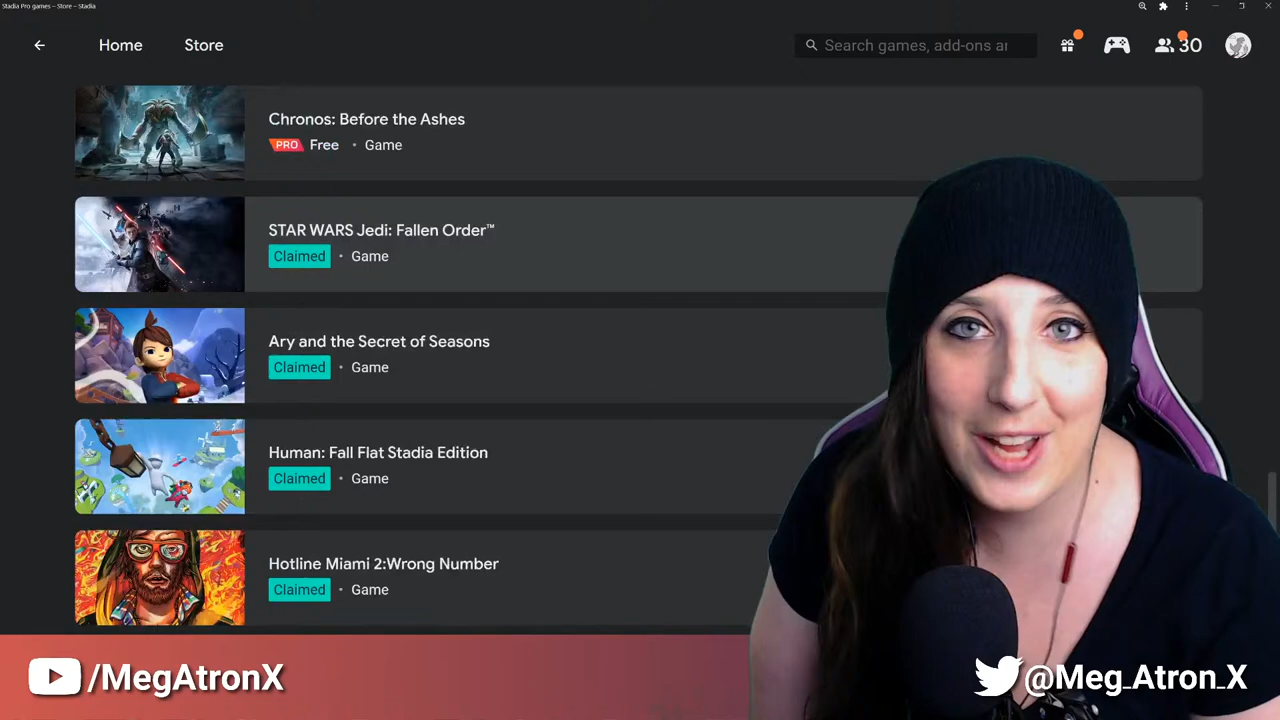 Stadia Pro games – Store – Stadia
Home
Store
Search games, add-ons ar
30
Chronos: Before the Ashes
PRO Free • Game
STAR WARS Jedi: Fallen Order™
Claimed • Game
Ary and the Secret of Seasons
Claimed • Game
Human: Fall Flat Stadia Edition
Claimed • Game
Hotline Miami 2:Wrong Number
Claimed • Game
/MegAtronX
@Meg_Atron_X